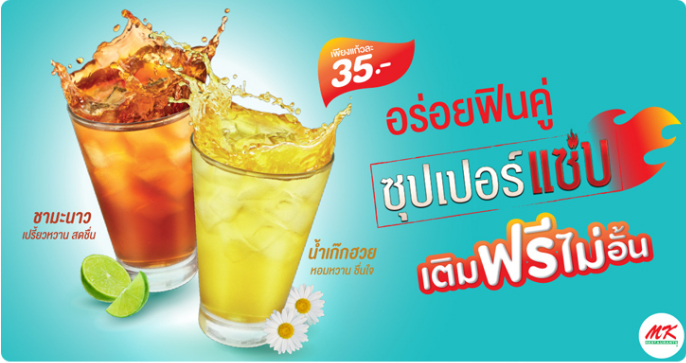 เพียงแก้วละ
35.-
อร่อยฟินคู่
ซุปเปอร์แซ่บ
เติมฟรีไม่อั้น
ชามะนาว
เปรี้ยวหวาน สดชื่น
น้ำเก๊กฮวย
หอมหวาน ชื่นใจ
MK